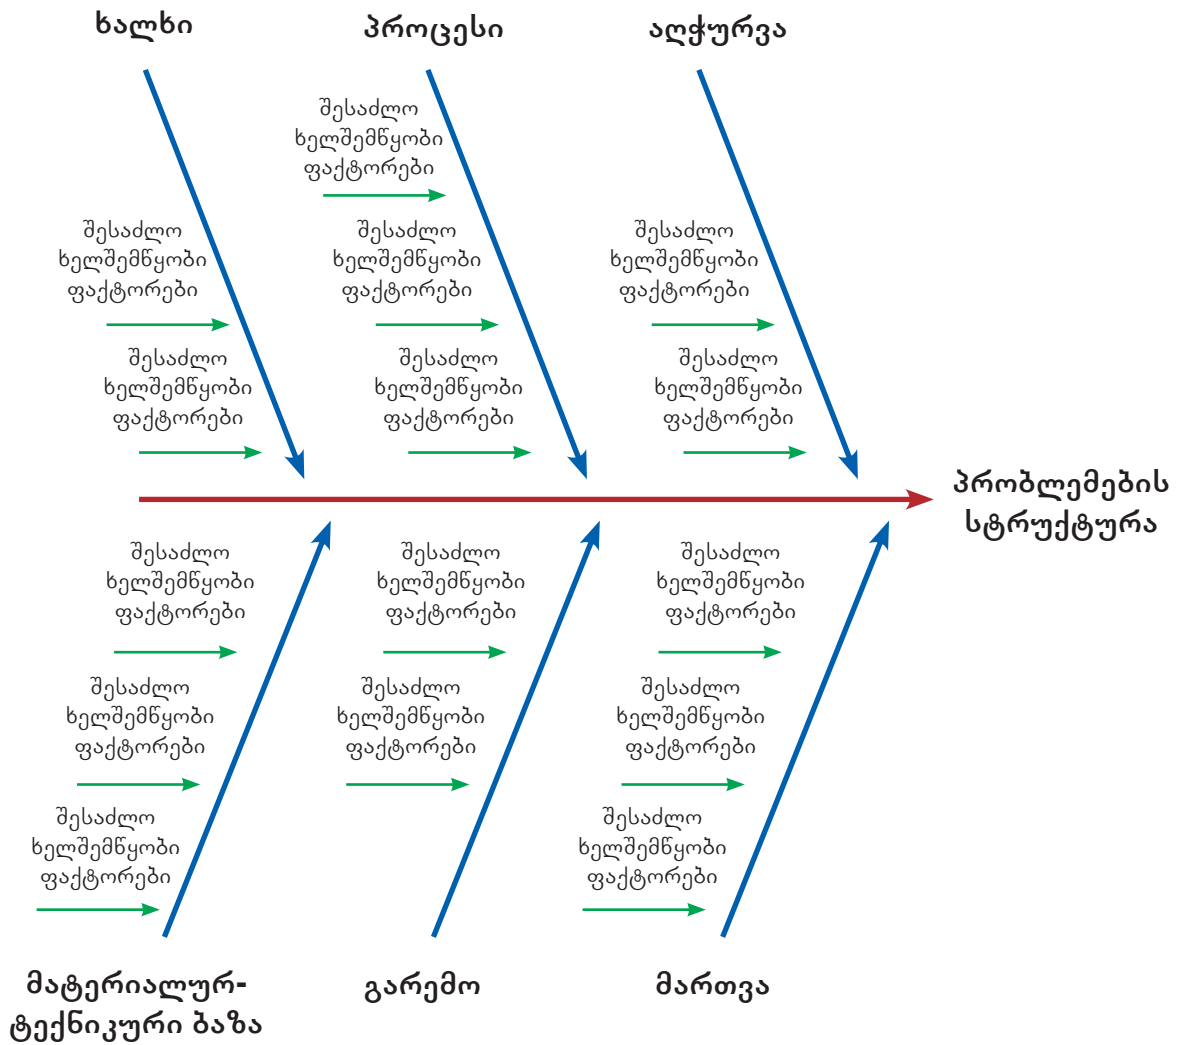 ხალხი
პროცესი
აღჭურვა
შესაძლო
ხელშემწყობი
ფაქტორები
შესაძლო
ხელშემწყობი
ფაქტორები
შესაძლო
ხელშემწყობი
ფაქტორები
შესაძლო
ხელშემწყობი
ფაქტორები
შესაძლო
ხელშემწყობი
ფაქტორები
შესაძლო
ხელშემწყობი
ფაქტორები
შესაძლო
ხელშემწყობი
ფაქტორები
პრობლემების
სტრუქტურა
შესაძლო
ხელშემწყობი
ფაქტორები
შესაძლო
ხელშემწყობი
ფაქტორები
შესაძლო
ხელშემწყობი
ფაქტორები
შესაძლო
ხელშემწყობი
ფაქტორები
შესაძლო
ხელშემწყობი
ფაქტორები
შესაძლო
ხელშემწყობი
ფაქტორები
შესაძლო
ხელშემწყობი
ფაქტორები
შესაძლო
ხელშემწყობი
ფაქტორები
მატერიალურ-
ტექნიკური ბაზა
გარემო
მართვა